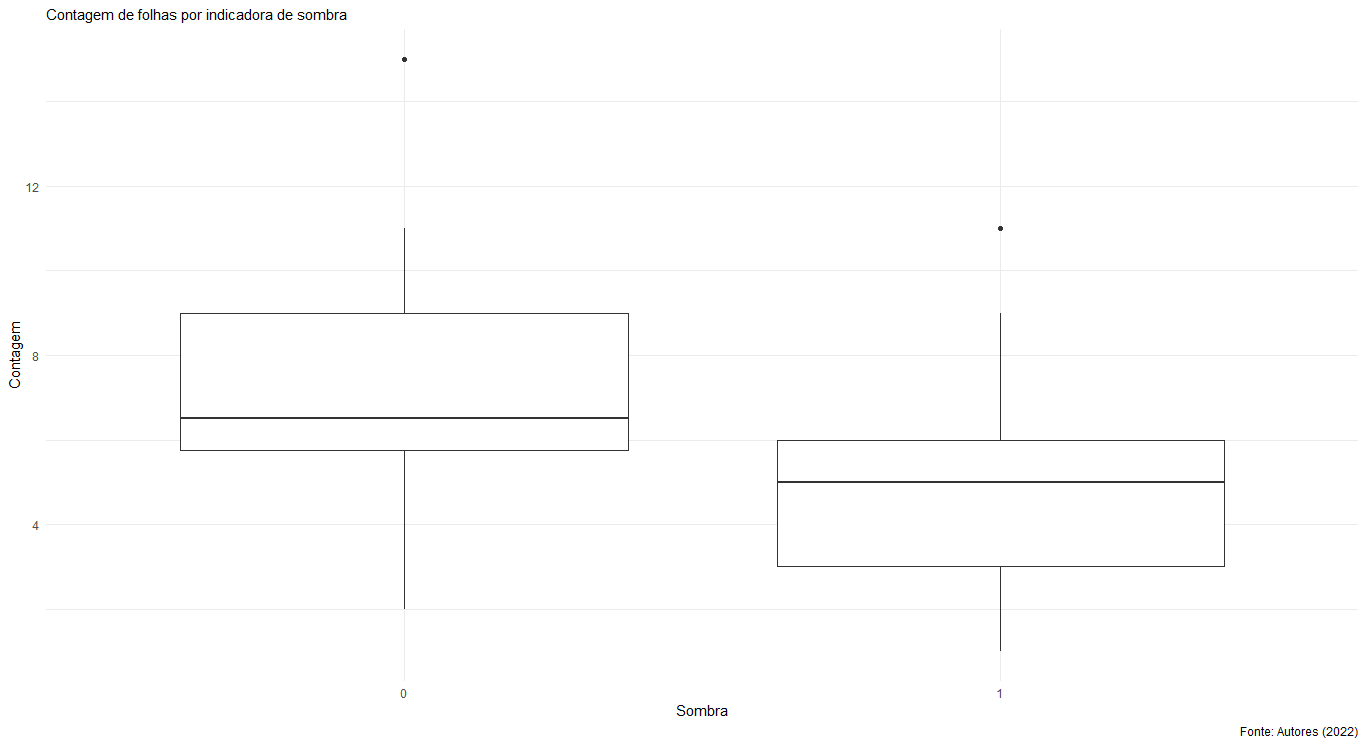 Contagem de folhas por indicadora de sombra
12
8
4
Contagem
0
1
Sombra
Fonte: Autores (2022)